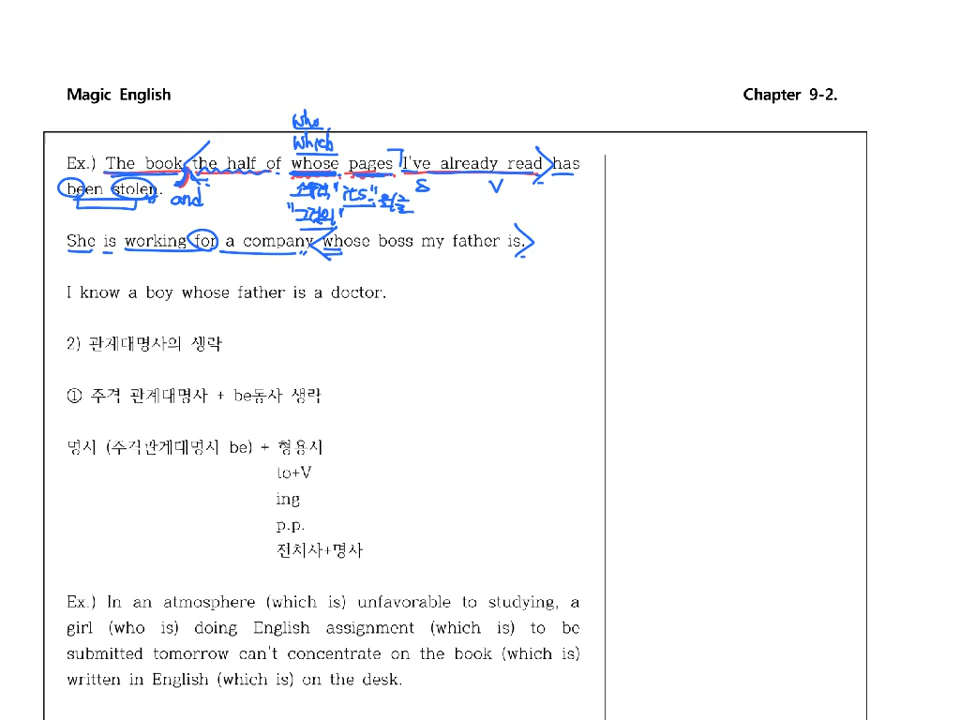 Magic English
Chapter 9-2.
who
which
Ex.) The book the half of whose pages I've already read has
been stolen.
and
"its"
S
V
"그것의"
She is working for a company whose boss my father is.
I know a boy whose father is a doctor.
2) 관계대명사의 생략
① 주격 관계대명사 + be동사 생략
명사 (주격관계대명사 be) + 형용사
to+V
ing
p.p.
전치사+명사
Ex.) In an atmosphere (which is) unfavorable to studying, a
girl (who is) doing English assignment (which is) to be
submitted tomorrow can't concentrate on the book (which is)
written in English (which is) on the desk.